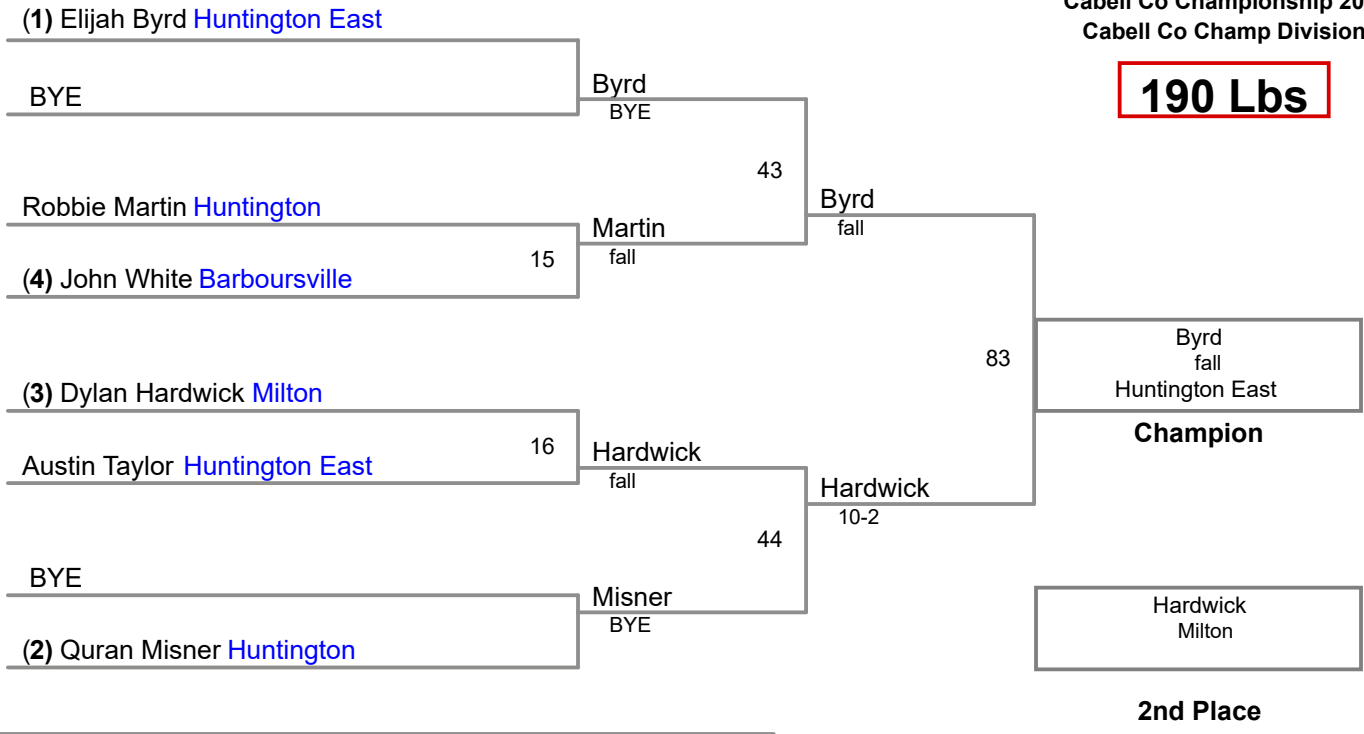 (1) Elijah Byrd Huntington East
Cabell Co Championship 20
Cabell Co Champ Division
190 Lbs
BYE
Byrd
BYE
43
Robbie Martin Huntington
Byrd
fall
Martin
fall
15
(4) John White Barboursville
83
Byrd
fall
Huntington East
Champion
(3) Dylan Hardwick Milton
16
Hardwick
fall
Austin Taylor Huntington East
Hardwick
10-2
44
BYE
Misner
BYE
(2) Quran Misner Huntington
Hardwick
Milton
2nd Place